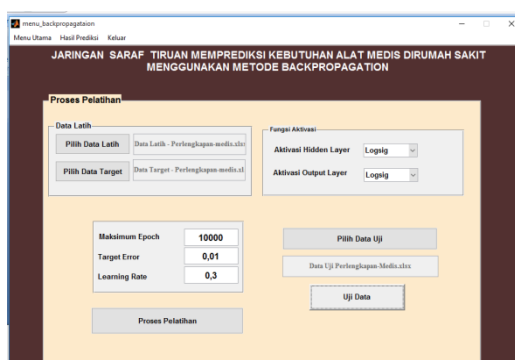 menu_backpropagataion
Menu Utama Hasil Prediksi Keluar
JARINGAN SARAF TIRUAN MEMPREDIKSI KEBUTUHAN ALAT MEDIS DIRUMAH SAKIT
MENGGUNAKAN METODE BACKPROPAGATION
Proses Pelatihan
Data Latih
Pilih Data Latih Data Latih - Perlengkapan-medis.xlsx
Pilih Data Target Data Target - Perlengkapan-medis.xl
Fungsi Aktivasi
Aktivasi Hidden Layer Logsig
Aktivasi Output Layer Logsig
Maksimum Epoch 10000
Target Error 0,01
Learning Rate 0,3
Proses Pelatihan
Pilih Data Uji
Data Uji Perlengkapan-Medis.xlsx
Uji Data